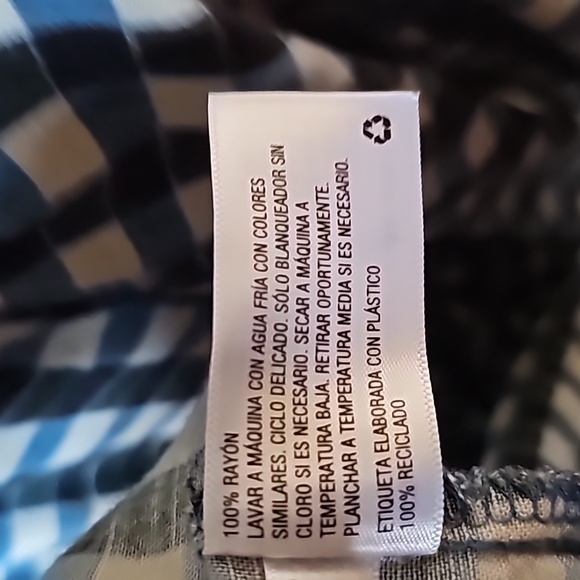 100% RAYÓN
LAVAR A MÁQUINA CON AGUA FRÍA CON COLORES
SIMILARES. CICLO DELICADO. SÓLO BLANQUEADOR SIN
CLORO SI ES NECESARIO. SECAR A MÁQUINA A
TEMPERATURA BAJA. RETIRAR OPORTUNAMENTE.
PLANCHAR A TEMPERATURA MEDIA SI ES NECESARIO.
ETIQUETA ELABORADA CON PLÁSTICO
100% RECICLADO